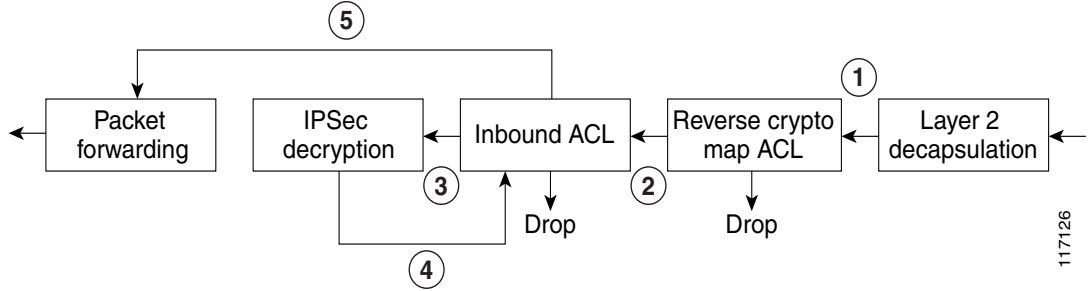 5
1
Packet
forwarding
IPSec
decryption
Inbound ACL
Reverse crypto
map ACL
Layer 2
decapsulation
3
2
Drop
Drop
4
117126